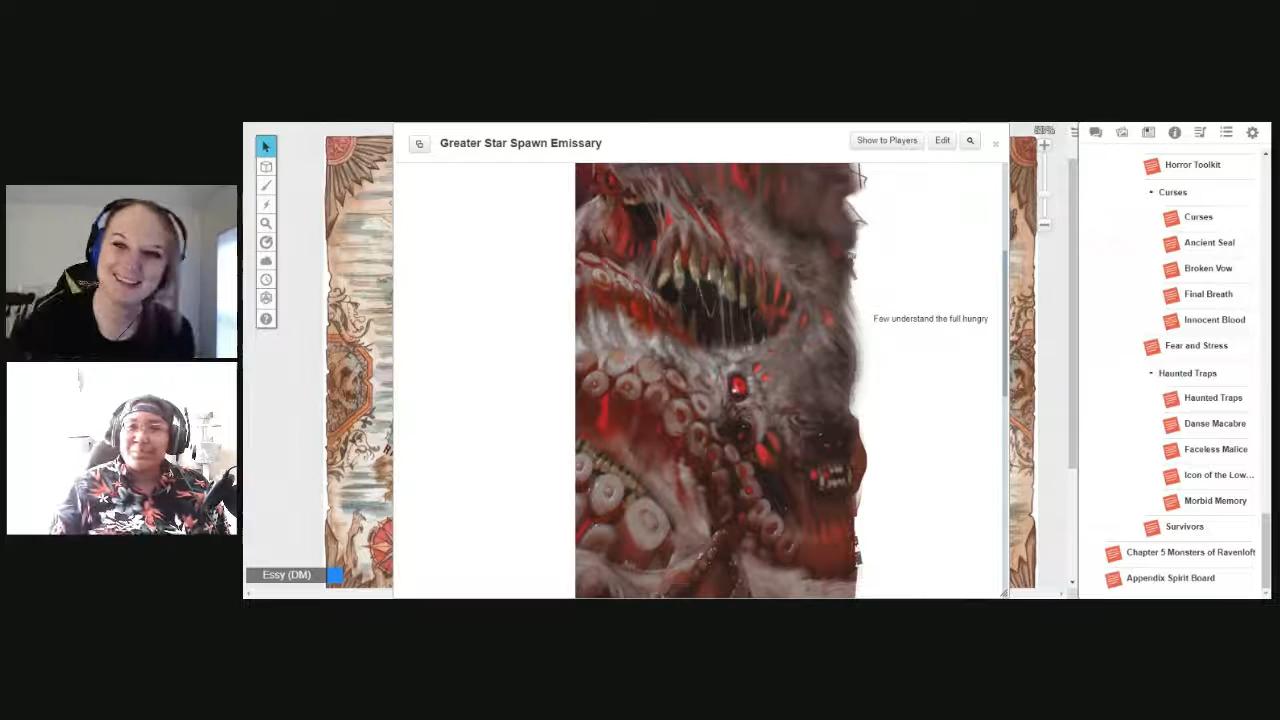 Greater Star Spawn Emissary
Show to Players
Edit
Few understand the full hungry
Essy (DM)
Horror Toolkit
Curses
Curses
Ancient Seal
Broken Vow
Final Breath
Innocent Blood
Fear and Stress
Haunted Traps
Haunted Traps
Danse Macabre
Faceless Malice
Icon of the Low...
Morbid Memory
Survivors
Chapter 5 Monsters of Ravenloft
Appendix Spirit Board